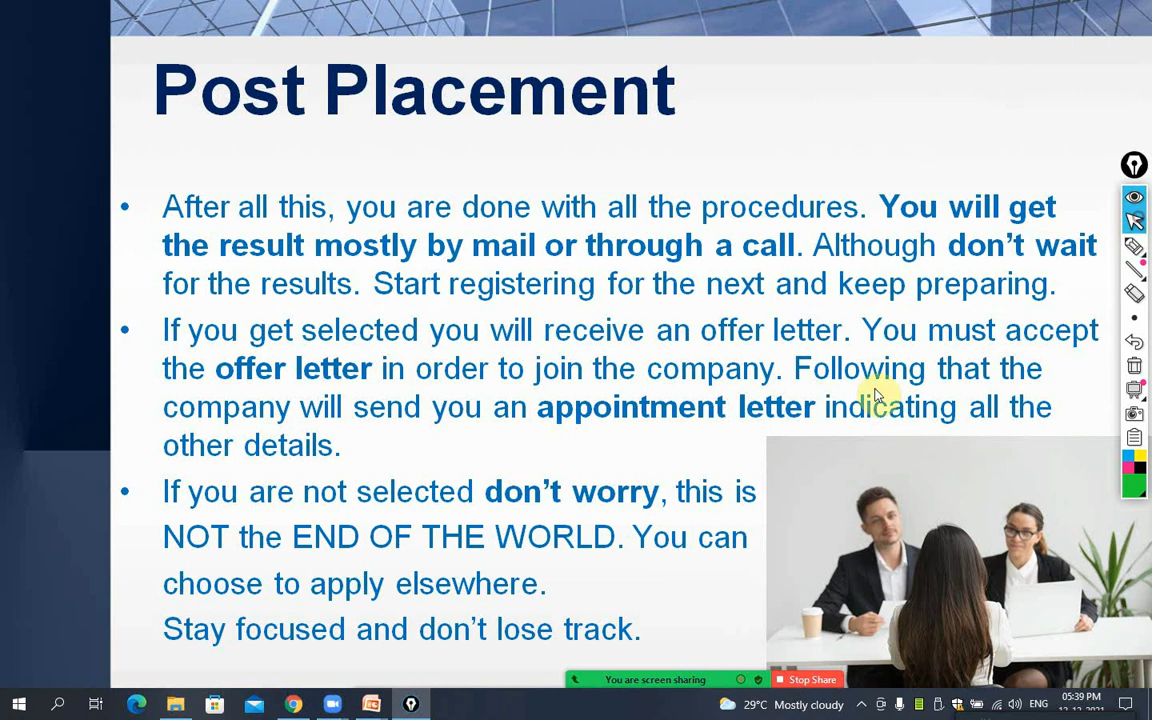 Post Placement
• After all this, you are done with all the procedures. You will get
the result mostly by mail or through a call. Although don't wait
for the results. Start registering for the next and keep preparing.
• If you get selected you will receive an offer letter. You must accept
the offer letter in order to join the company. Following that the
company will send you an appointment letter indicating all the
other details.
• If you are not selected don't worry, this is
NOT the END OF THE WORLD. You can
choose to apply elsewhere.
Stay focused and don't lose track.
You are screen sharing
Stop Share
29°C Mostly cloudy
ENG
05:39 PM